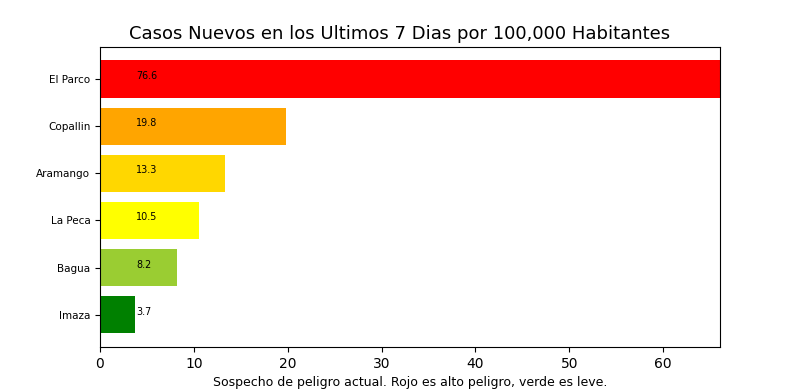 Casos Nuevos en los Ultimos 7 Dias por 100,000 Habitantes
El Parco 76.6
Copallin 19.8
Aramango 13.3
La Peca 10.5
Bagua 8.2
Imaza 3.7
0 10 20 30 40 50 60
Sospecho de peligro actual. Rojo es alto peligro, verde es leve.